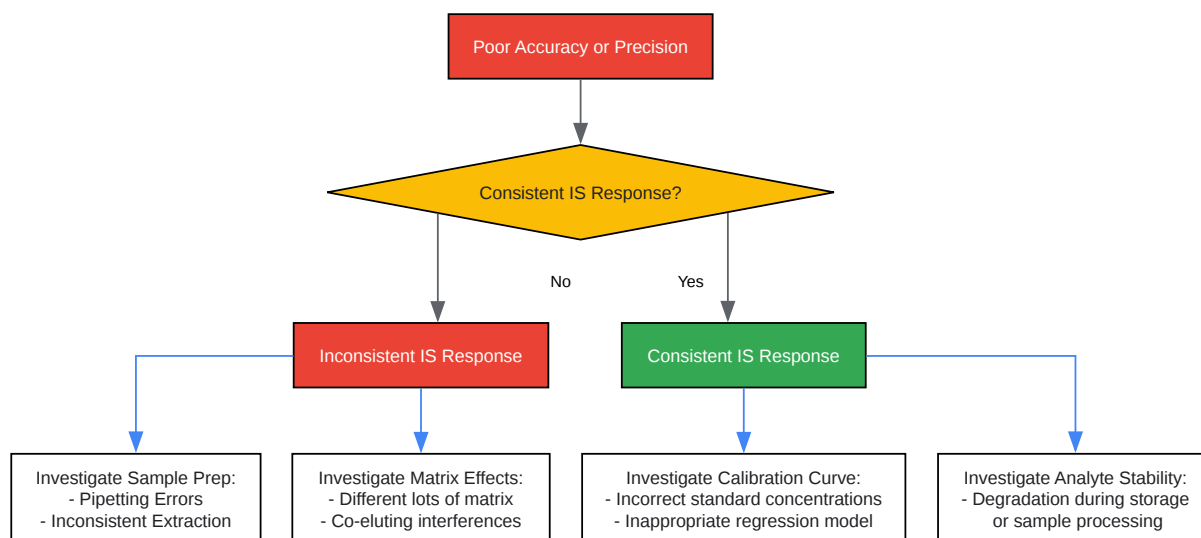 Poor Accuracy or Precision
Consistent IS Response?
No
Yes
Inconsistent IS Response
Consistent IS Response
Investigate Sample Prep:
- Pipetting Errors
- Inconsistent Extraction
Investigate Matrix Effects:
- Different lots of matrix
- Co-eluting interferences
Investigate Calibration Curve:
- Incorrect standard concentrations
- Inappropriate regression model
Investigate Analyte Stability:
- Degradation during storage
or sample processing